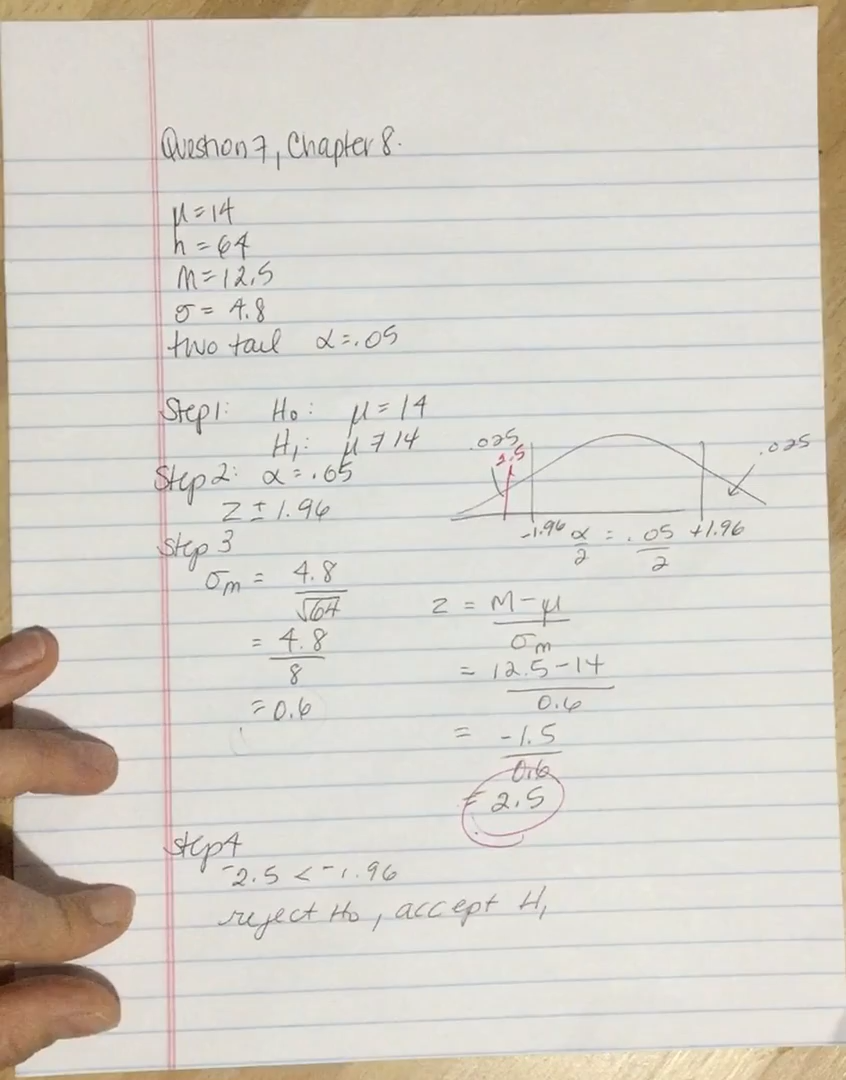 Question 7, Chapter 8.
μ = 14
n = 64
M = 12.5
σ = 4.8
two tail α = .05
Step 1: H₀: μ = 14
H₁: μ ≠ 14
Step 2: α = .05
Z ± 1.96
.025
2.5
.025
-1.96 α/2 = .05/2 +1.96
Step 3
σm = 4.8/√64
= 4.8/8
= 0.6
z = M - μ/σm
= 12.5 - 14/0.6
= -1.5/0.6
= 2.5
Step 4
-2.5 < -1.96
reject H₀, accept H₁